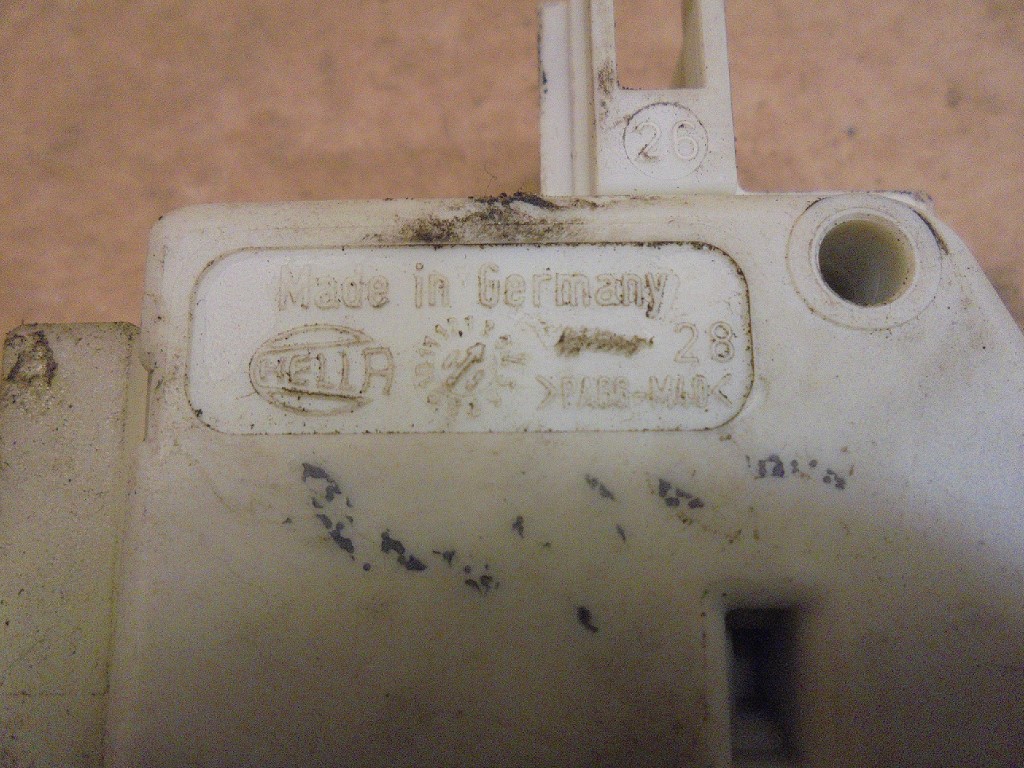 26
Made in Germany
HELLA
28
>PA66-M40<